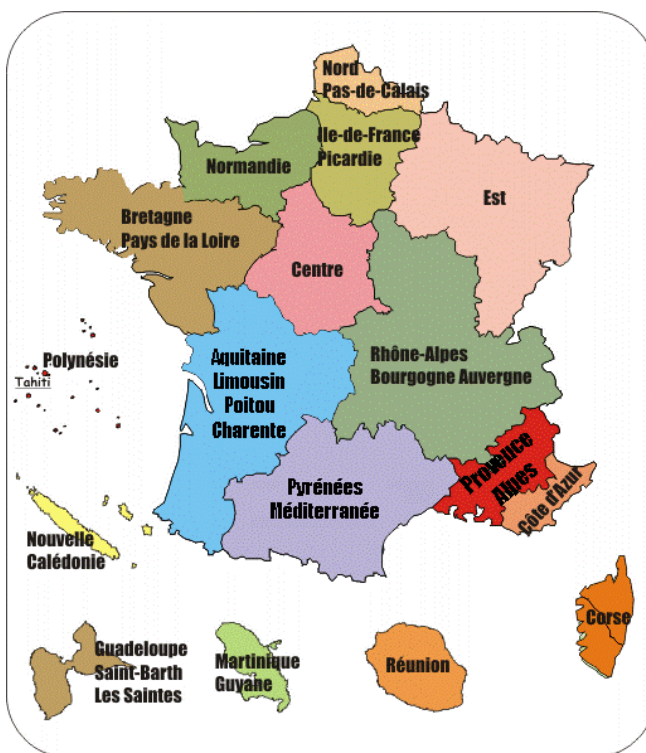 Nord
Pas-de-Calais
Ile-de-France
Picardie
Normandie
Est
Bretagne
Pays de la Loire
Centre
Polynésie
Tahiti
Aquitaine
Limousin
Poitou
Charente
Rhône-Alpes
Bourgogne Auvergne
Provence
Alpes
Côte d'Azur
Pyrénées
Méditerranée
Nouvelle
Calédonie
Corse
Guadeloupe
Saint-Barth
Les Saintes
Martinique
Guyane
Réunion